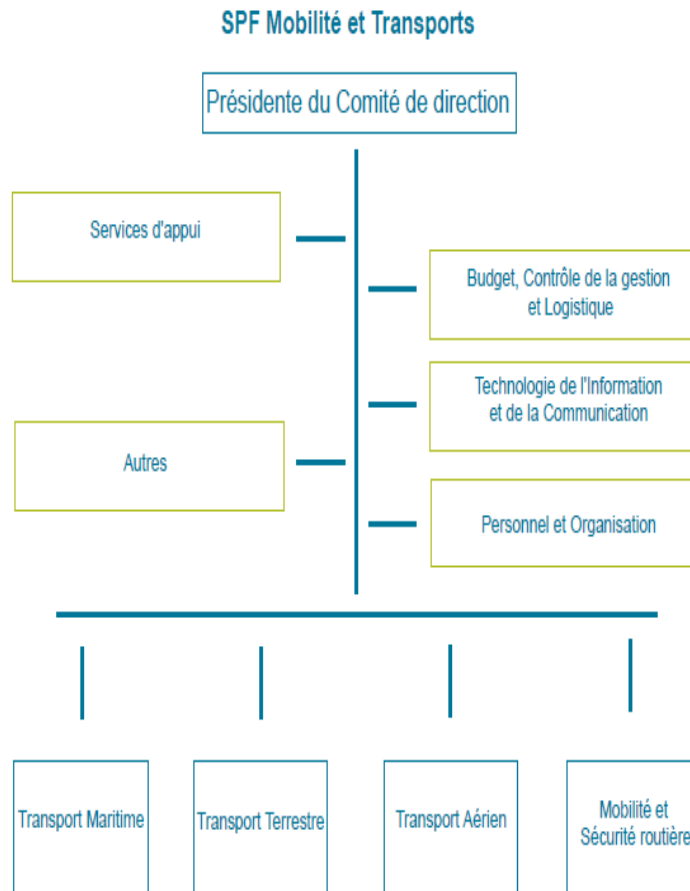 SPF Mobilité et Transports
Présidente du Comité de direction
Services d'appui
Budget, Contrôle de la gestion
et Logistique
Technologie de l'Information
et de la Communication
Autres
Personnel et Organisation
Transport Maritime
Transport Terrestre
Transport Aérien
Mobilité et
Sécurité routière